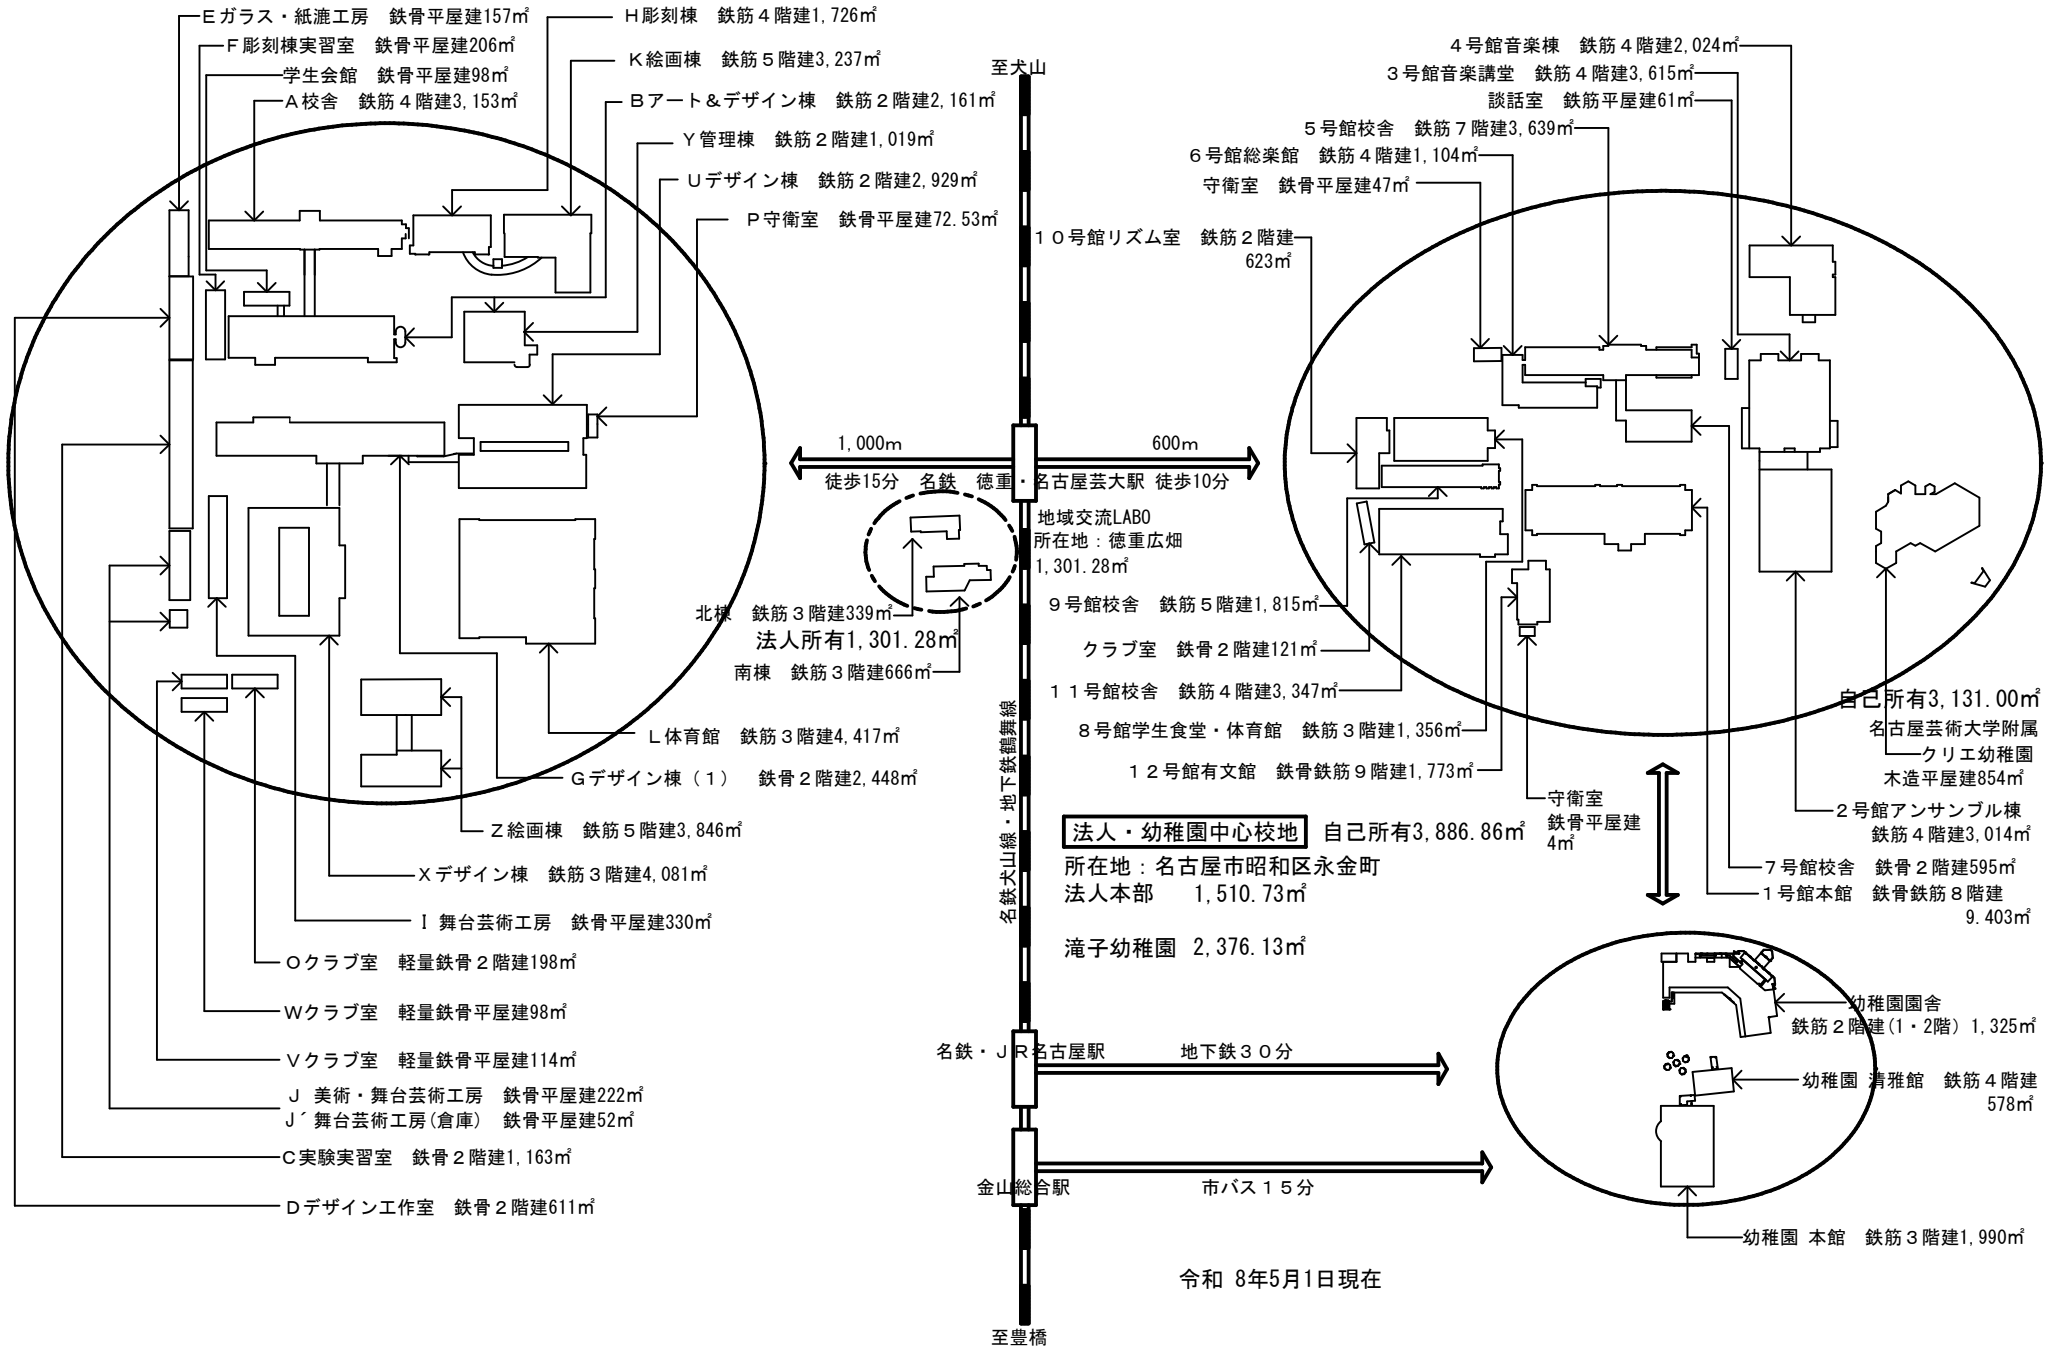 Eガラス・紙漉工房　鉄骨平屋建157㎡
F彫刻棟実習室　鉄骨平屋建206㎡
学生会館　鉄骨平屋建98㎡
A校舎　鉄筋４階建3,153㎡
H彫刻棟　鉄筋４階建1,726㎡
K絵画棟　鉄筋５階建3,237㎡
Bアート＆デザイン棟　鉄筋２階建2,161㎡
Y管理棟　鉄筋２階建1,019㎡
Uデザイン棟　鉄筋２階建2,929㎡
P守衛室　鉄骨平屋建72.53㎡
至犬山
４号館音楽棟　鉄筋４階建2,024㎡
３号館音楽講堂　鉄筋４階建3,615㎡
談話室　鉄筋平屋建61㎡
５号館校舎　鉄筋７階建3,639㎡
６号館総楽館　鉄筋４階建1,104㎡
守衛室　鉄骨平屋建47㎡
１０号館リズム室　鉄筋２階建
623㎡
1,000m
600m
徒歩15分　名鉄　徳重・名古屋芸大駅 徒歩10分
地域交流LABO
所在地：徳重広畑
1,301.28㎡
北棟　鉄筋３階建339㎡
法人所有1,301.28㎡
南棟　鉄筋３階建666㎡
９号館校舎　鉄筋５階建1,815㎡
クラブ室　鉄骨２階建121㎡
１１号館校舎　鉄筋４階建3,347㎡
８号館学生食堂・体育館　鉄筋３階建1,356㎡
１２号館有文館　鉄骨鉄筋９階建1,773㎡
守衛室
鉄骨平屋建
4㎡
自己所有3,131.00㎡
名古屋芸術大学附属
クリエ幼稚園
木造平屋建854㎡
２号館アンサンブル棟
鉄筋４階建3,014㎡
７号館校舎　鉄骨２階建595㎡
１号館本館　鉄骨鉄筋８階建
9.403㎡
L体育館　鉄筋３階建4,417㎡
Gデザイン棟（１）　鉄骨２階建2,448㎡
Z絵画棟　鉄筋５階建3,846㎡
Xデザイン棟　鉄筋３階建4,081㎡
I 舞台芸術工房　鉄骨平屋建330㎡
Oクラブ室　軽量鉄骨２階建198㎡
Wクラブ室　軽量鉄骨平屋建98㎡
Vクラブ室　軽量鉄骨平屋建114㎡
J 美術・舞台芸術工房　鉄骨平屋建222㎡
J´舞台芸術工房(倉庫)　鉄骨平屋建52㎡
C実験実習室　鉄骨２階建1,163㎡
Dデザイン工作室　鉄骨２階建611㎡
名鉄犬山線・地下鉄鶴舞線
法人・幼稚園中心校地　自己所有3,886.86㎡
所在地：名古屋市昭和区永金町
法人本部　1,510.73㎡
滝子幼稚園　2,376.13㎡
名鉄・ＪＲ名古屋駅
地下鉄３０分
金山総合駅
市バス１５分
幼稚園園舎
鉄筋２階建(1・2階) 1,325㎡
幼稚園 清雅館　鉄筋４階建
578㎡
幼稚園 本館　鉄筋３階建1,990㎡
令和 8年5月1日現在
至豊橋